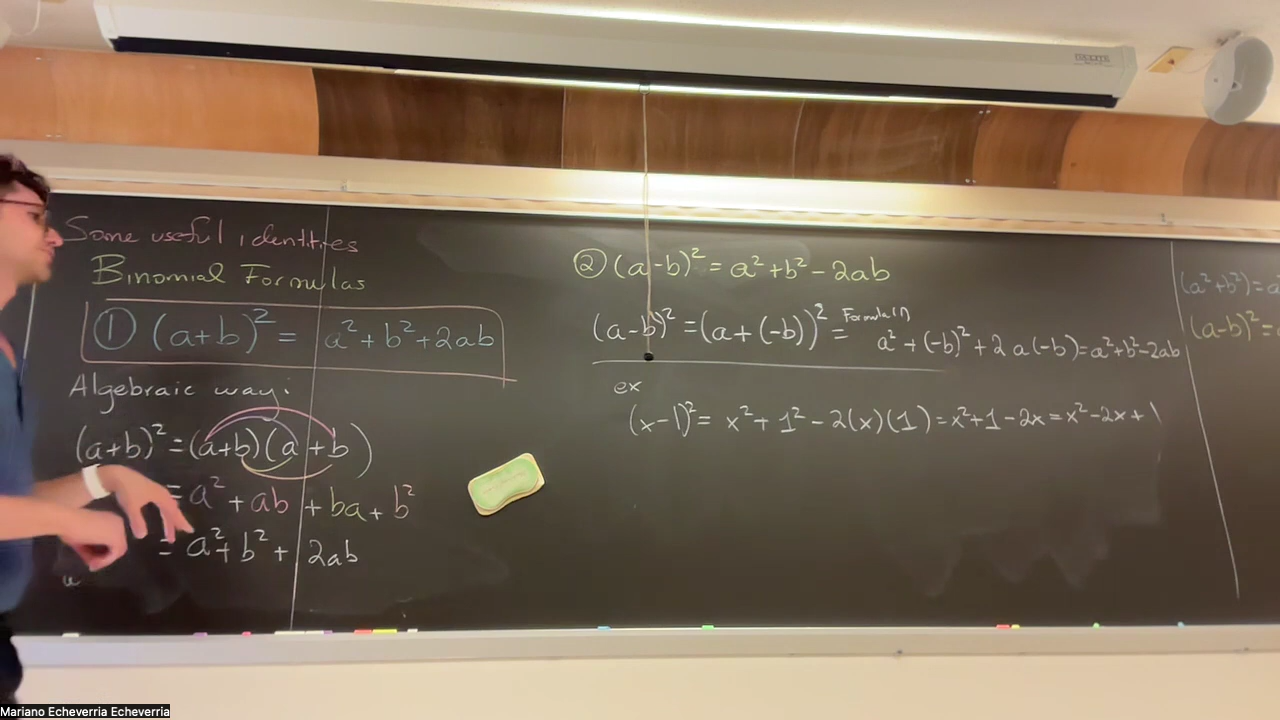 Some useful identities
Binomial Formulas
① (a+b)² = a²+b²+2ab
Algebraic way:
(a+b)² = (a+b)(a+b)
= a² + ab + ba + b²
= a² + b² + 2ab
② (a-b)² = a²+b²-2ab
(a-b)² = (a+(-b))² = Formula (1) a²+(-b)²+2a(-b)=a²+b²-2ab
ex
(x-1)² = x² + 1² - 2(x)(1) = x²+1-2x = x²-2x+1
(a²+b²)=a
(a-b)²=
Mariano Echeverria Echeverria